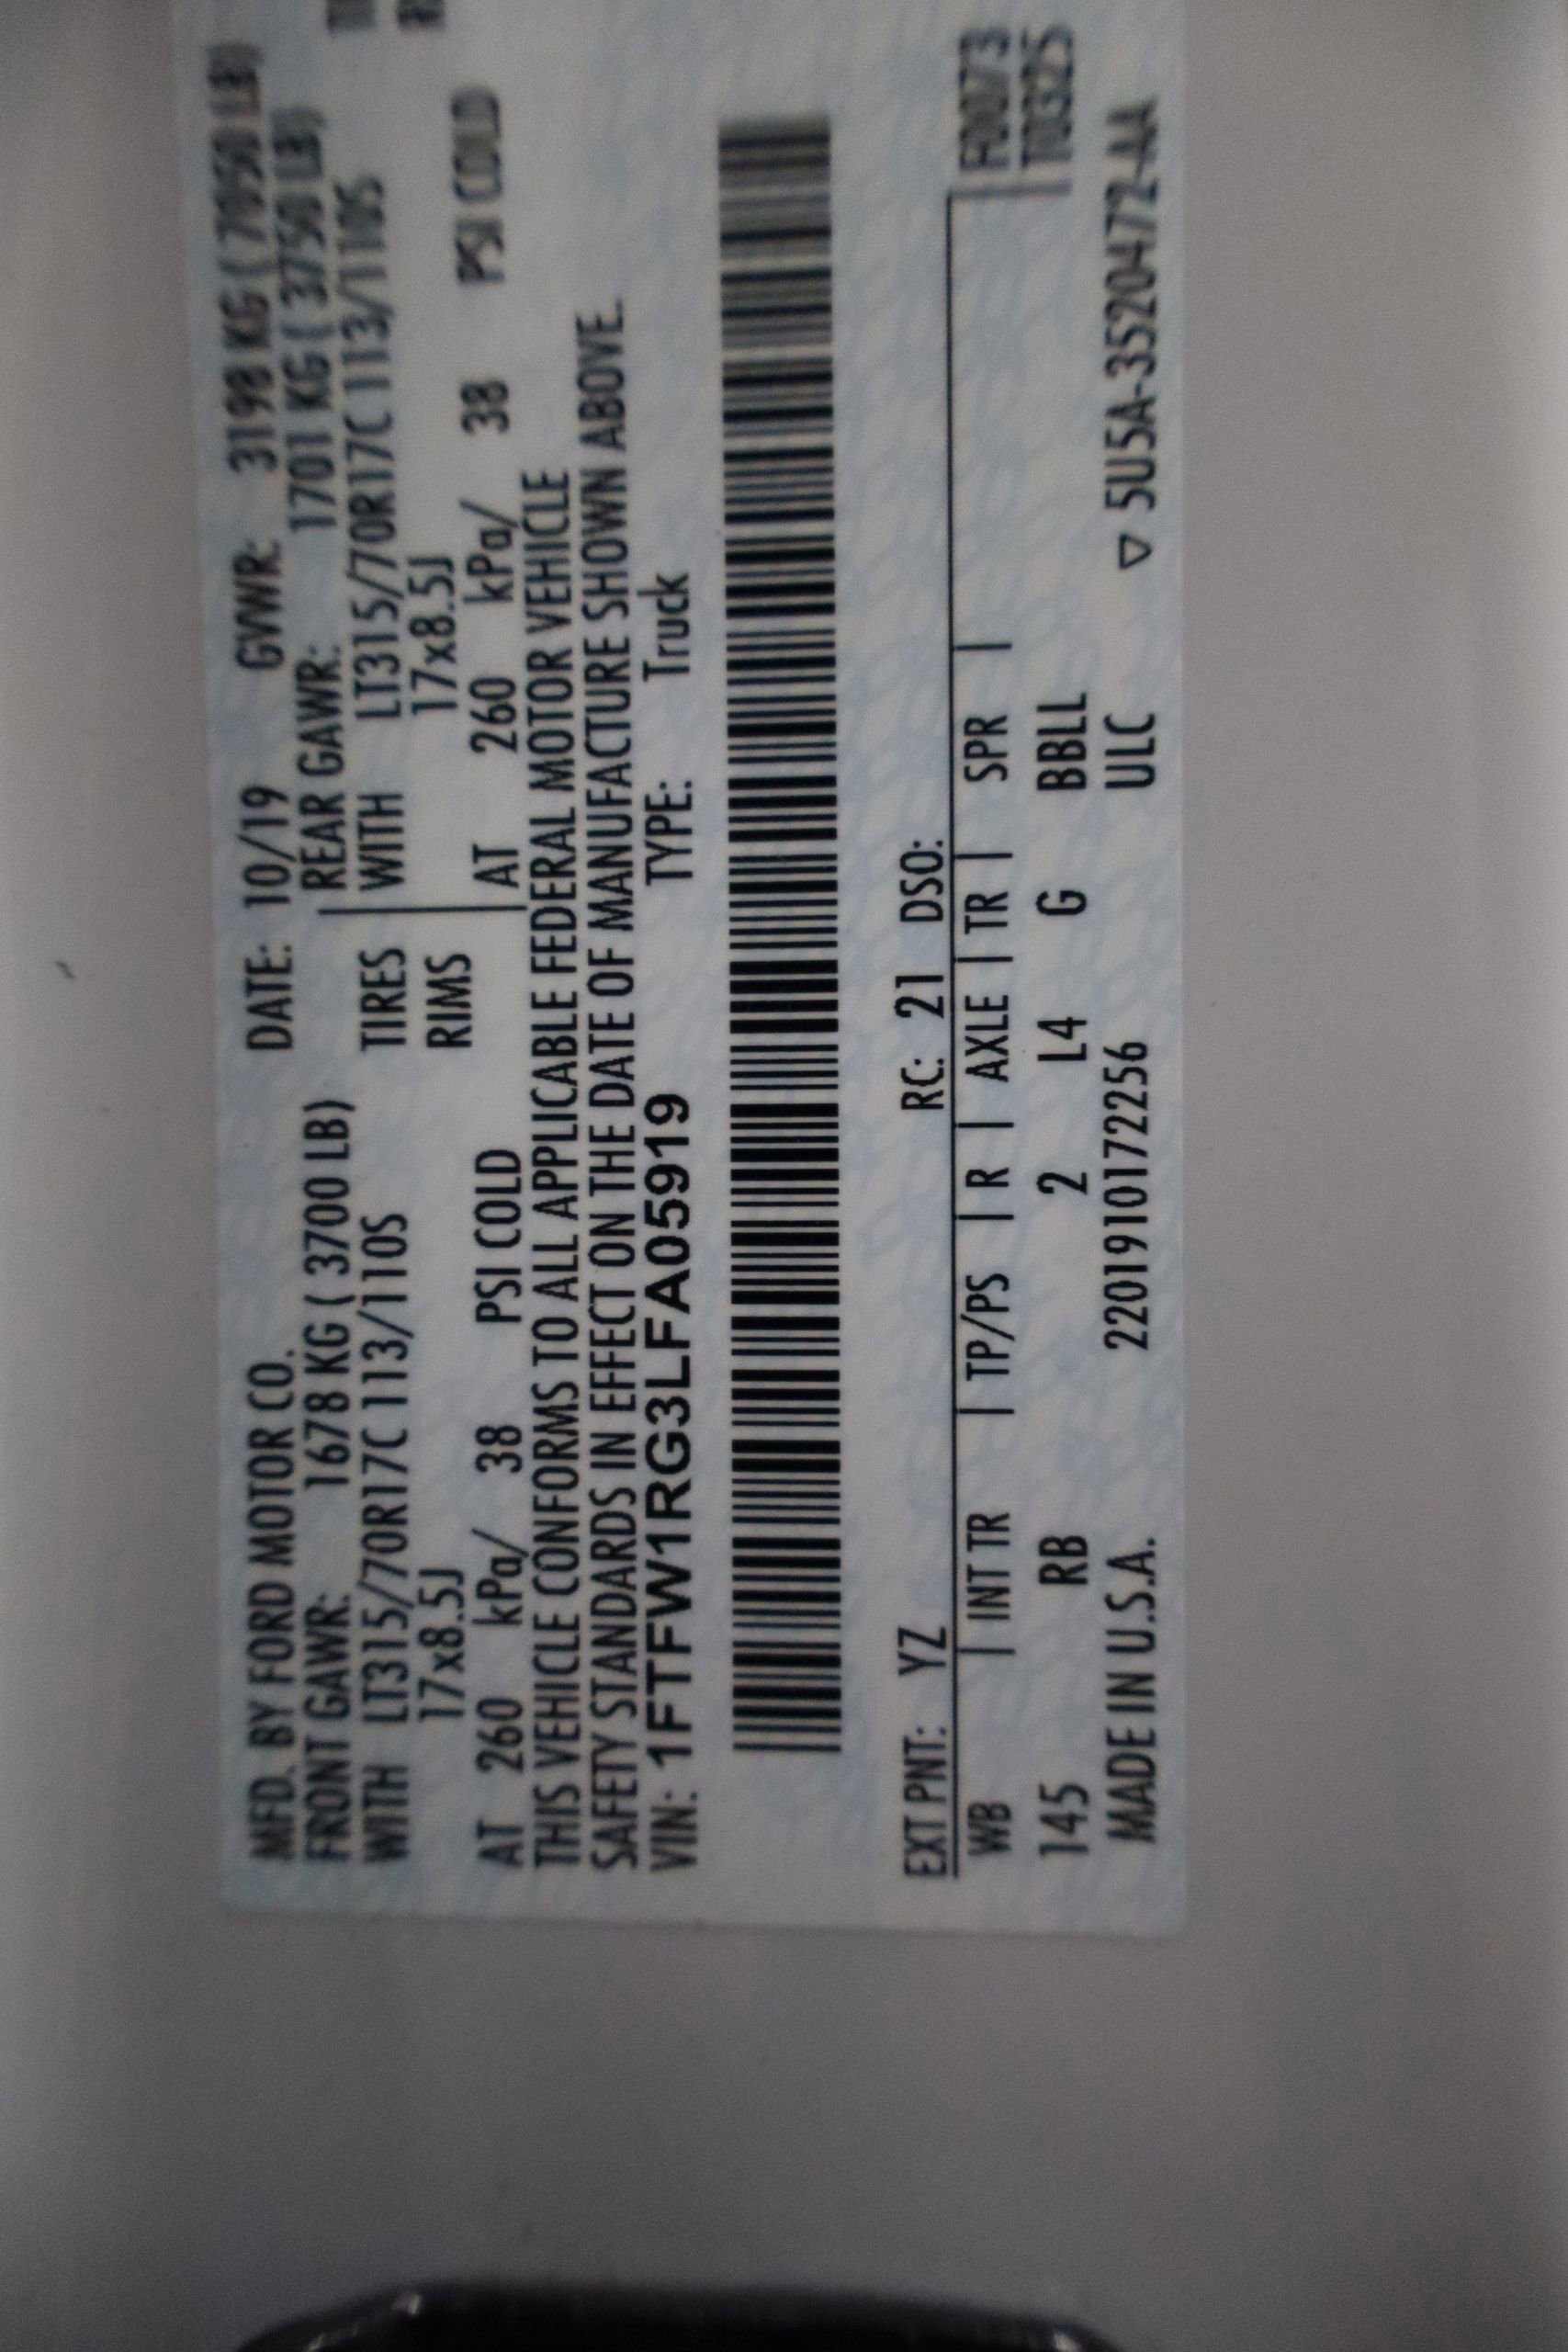 MFD. BY FORD MOTOR CO. DATE: 10/19 GVWR: 3198 KG ( 7050 LB)
FRONT GAWR: 1678 KG ( 3700 LB) REAR GAWR: 1701 KG ( 3750 LB)
WITH LT315/70R17C 113/110S TIRES WITH LT315/70R17C 113/110S
17x8.5J RIMS 17x8.5J
AT 260 kPa/ 38 PSI COLD AT 260 kPa/ 38 PSI COLD
THIS VEHICLE CONFORMS TO ALL APPLICABLE FEDERAL MOTOR VEHICLE
SAFETY STANDARDS IN EFFECT ON THE DATE OF MANUFACTURE SHOWN ABOVE.
VIN: 1FTFW1RG3LFA05919 TYPE: Truck
EXT PNT: YZ RC: 21 DSO:
WB | INT TR | TP/PS | R | AXLE | TR | SPR | F0073
145 RB 2 L4 G BBLL T0325
MADE IN U.S.A. 2201910172256 ULC ▽ 5U5A-3520472-AA